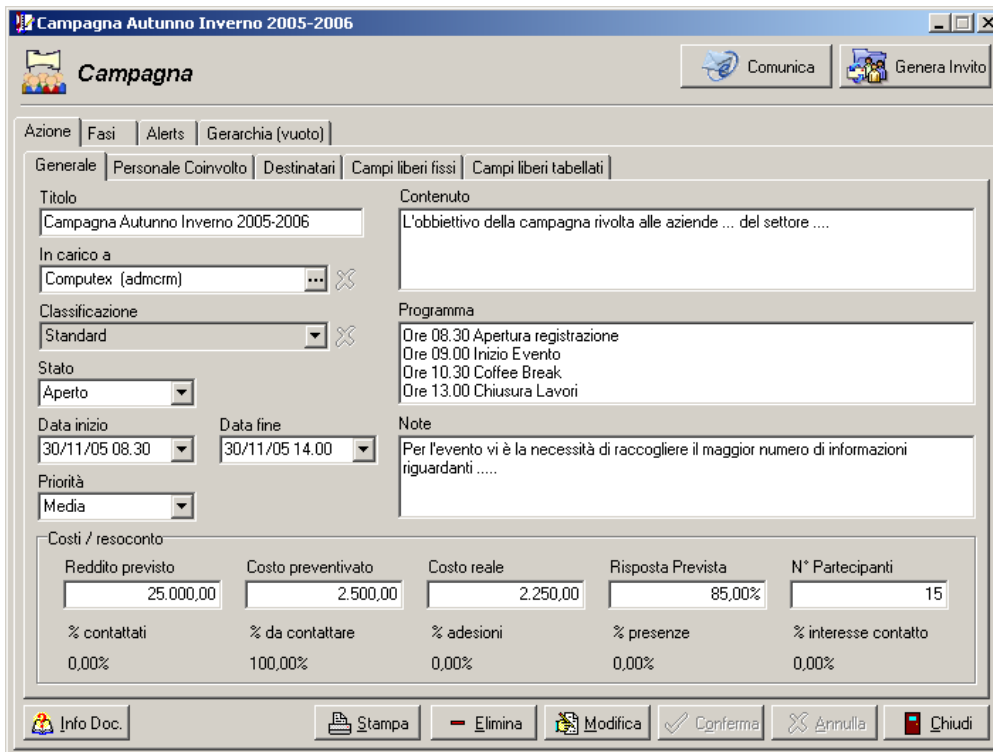 Campagna Autunno Inverno 2005-2006
Campagna
Comunica
Genera Invito
Azione Fasi Alerts Gerarchia (vuoto)
Generale Personale Coinvolto Destinatari Campi liberi fissi Campi liberi tabellati
Titolo
Campagna Autunno Inverno 2005-2006
In carico a
Computex (admcrm)
...
Classificazione
Standard
Stato
Aperto
Data inizio Data fine
30/11/05 08.30 30/11/05 14.00
Priorità
Media
Contenuto
L'obbiettivo della campagna rivolta alle aziende ... del settore ....
Programma
Ore 08.30 Apertura registrazione
Ore 09.00 Inizio Evento
Ore 10.30 Coffee Break
Ore 13.00 Chiusura Lavori
Note
Per l'evento vi è la necessità di raccogliere il maggior numero di informazioni
riguardanti .....
Costi / resoconto
Reddito previsto Costo preventivato Costo reale Risposta Prevista N° Partecipanti
25.000,00 2.500,00 2.250,00 85,00% 15
% contattati % da contattare % adesioni % presenze % interesse contatto
0,00% 100,00% 0,00% 0,00% 0,00%
Info Doc. Stampa Elimina Modifica Conferma Annulla Chiudi